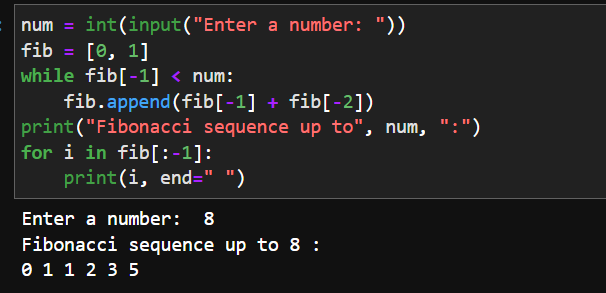 num = int(input("Enter a number: "))
fib = [0, 1]
while fib[-1] < num:
    fib.append(fib[-1] + fib[-2])
print("Fibonacci sequence up to", num, ":")
for i in fib[:-1]:
    print(i, end=" ")
Enter a number:  8
Fibonacci sequence up to 8 :
0 1 1 2 3 5